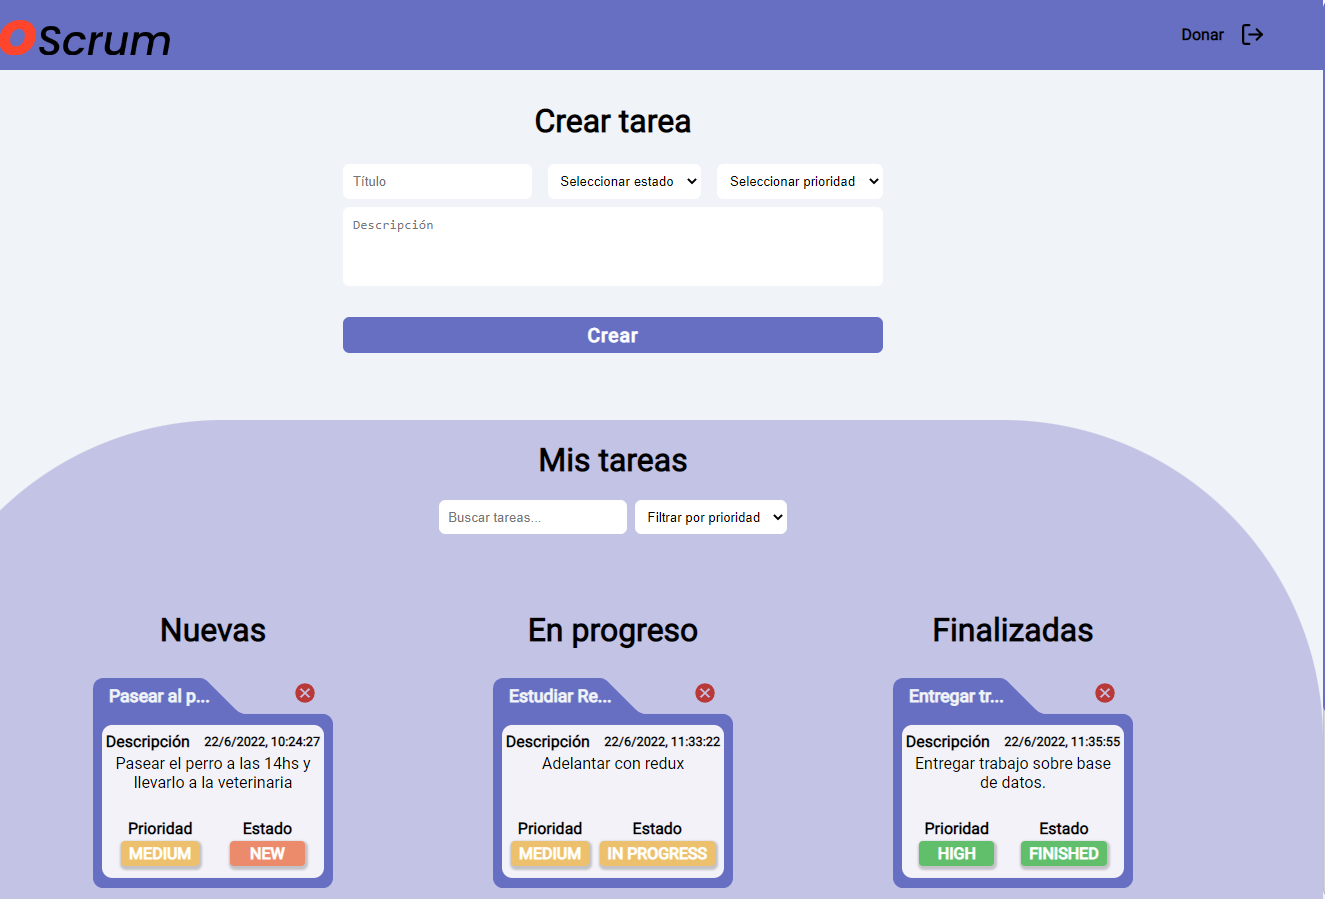 Scrum
Donar
Crear tarea
Título
Seleccionar estado
Seleccionar prioridad
Descripción
Crear
Mis tareas
Buscar tareas...
Filtrar por prioridad
Nuevas
Pasear al p...
Descripción 22/6/2022, 10:24:27
Pasear el perro a las 14hs y
llevarlo a la veterinaria
Prioridad Estado
MEDIUM NEW
En progreso
Estudiar Re...
Descripción 22/6/2022, 11:33:22
Adelantar con redux
Prioridad Estado
MEDIUM IN PROGRESS
Finalizadas
Entregar tr...
Descripción 22/6/2022, 11:35:55
Entregar trabajo sobre base
de datos.
Prioridad Estado
HIGH FINISHED